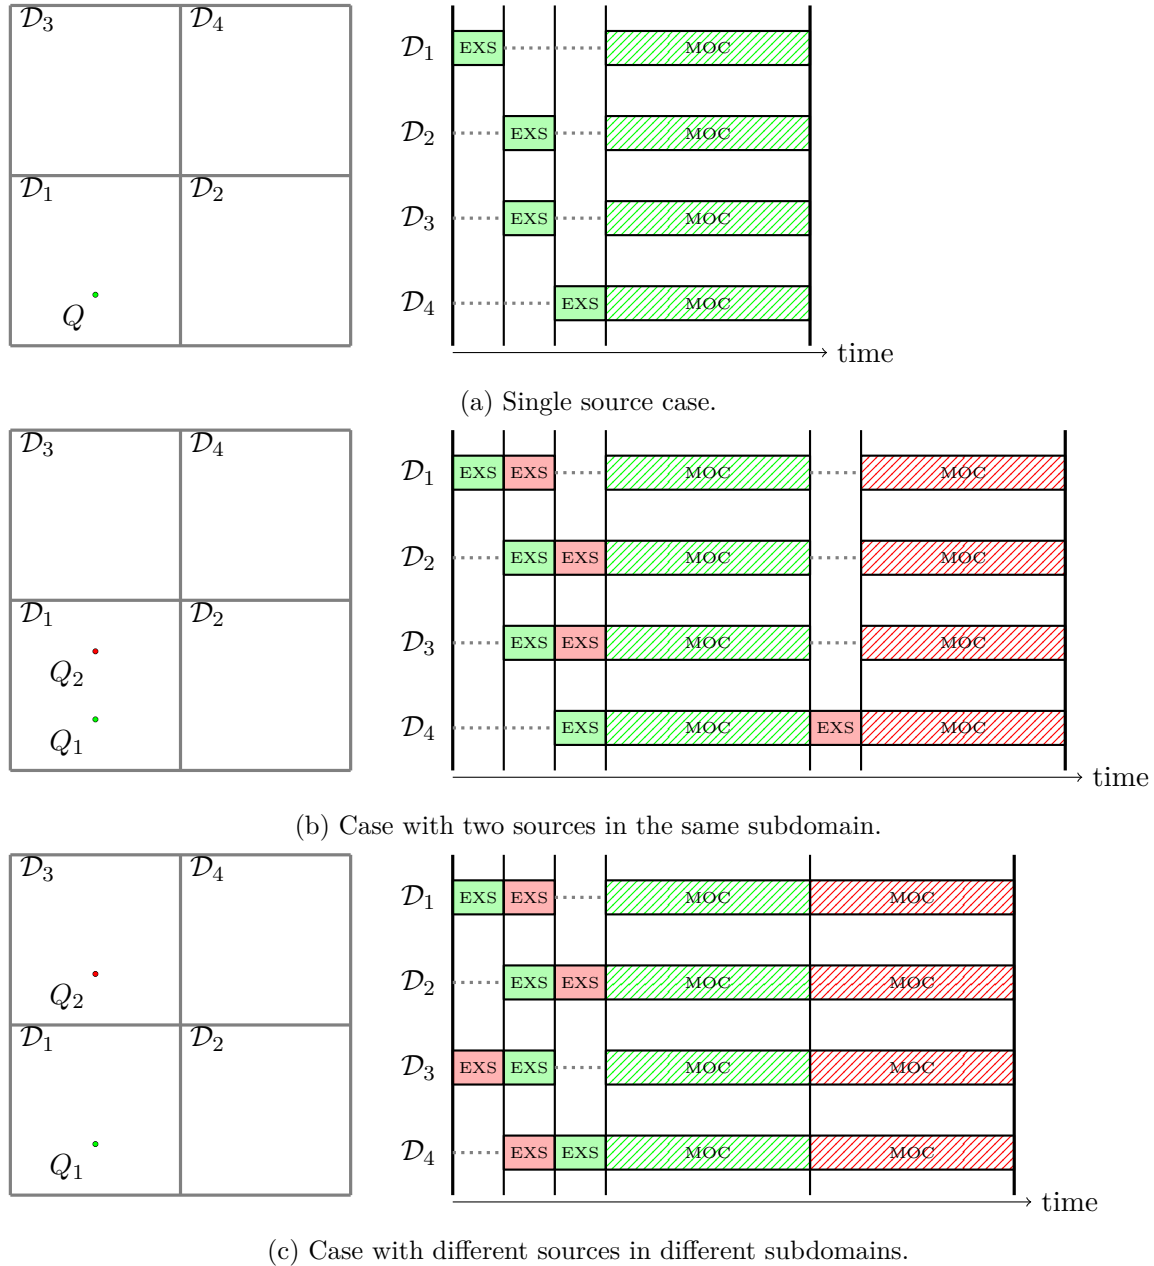 𝒟₃ 𝒟₄
𝒟₁ EXS MOC
𝒟₂ EXS MOC
𝒟₁ 𝒟₂
𝒟₃ EXS MOC
Q
𝒟₄ EXS MOC
time
(a) Single source case.
𝒟₃ 𝒟₄
𝒟₁ EXS EXS MOC MOC
𝒟₂ EXS EXS MOC MOC
𝒟₁ 𝒟₂
𝒟₃ EXS EXS MOC MOC
Q₂
Q₁
𝒟₄ EXS MOC EXS MOC
time
(b) Case with two sources in the same subdomain.
𝒟₃ 𝒟₄
𝒟₁ EXS EXS MOC MOC
𝒟₂ EXS EXS MOC MOC
Q₂
𝒟₁ 𝒟₂
𝒟₃ EXS EXS MOC MOC
𝒟₄ EXS EXS MOC MOC
Q₁
time
(c) Case with different sources in different subdomains.